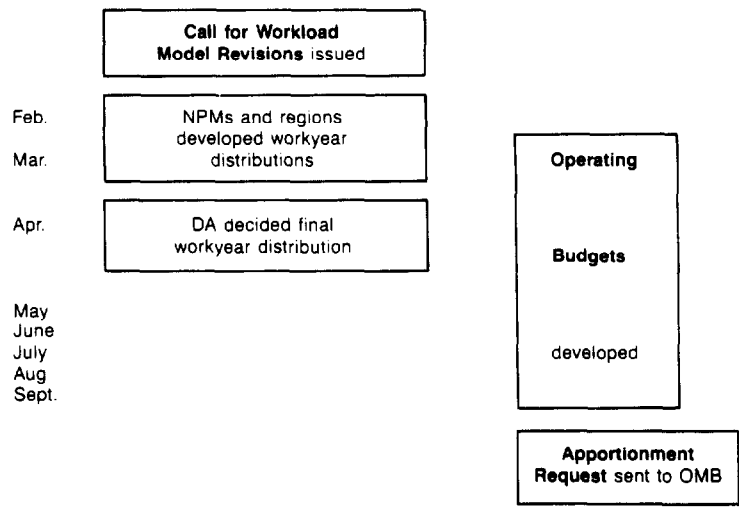 Call for Workload
Model Revisions issued
Feb.
NPMs and regions
developed workyear
Mar.
distributions
Operating
Apr.
DA decided final
workyear distribution
Budgets
May
June
July
developed
Aug
Sept.
Apportionment
Request sent to OMB